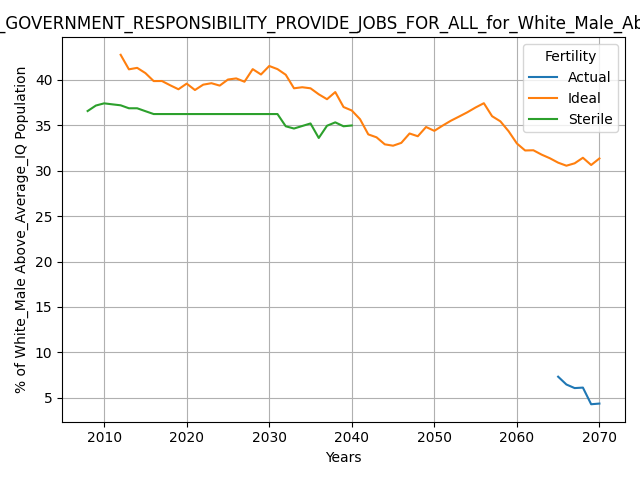 _GOVERNMENT_RESPONSIBILITY_PROVIDE_JOBS_FOR_ALL_for_White_Male_Ab
% of White_Male Above_Average_IQ Population
40
35
30
25
20
15
10
5
Fertility
Actual
Ideal
Sterile
2010 2020 2030 2040 2050 2060 2070
Years